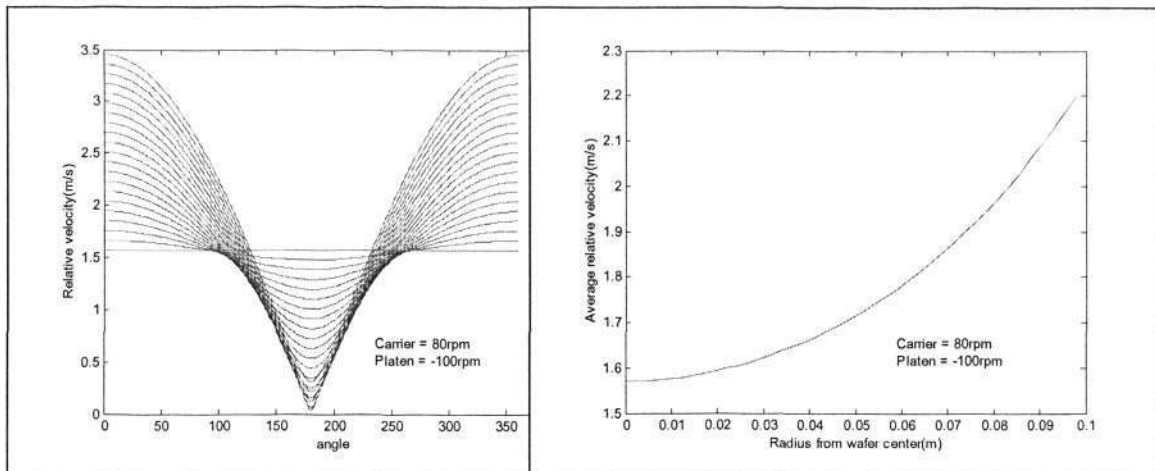 3.5
3
2.5
2
1.5
1
0.5
0
Relative velocity(m/s)
0 50 100 150 200 250 300 350
angle
Carrier = 80rpm
Platen = -100rpm
2.3
2.2
2.1
2
1.9
1.8
1.7
1.6
1.5
Average relative velocity(m/s)
0 0.01 0.02 0.03 0.04 0.05 0.06 0.07 0.08 0.09 0.1
Radius from wafer center(m)
Carrier = 80rpm
Platen = -100rpm